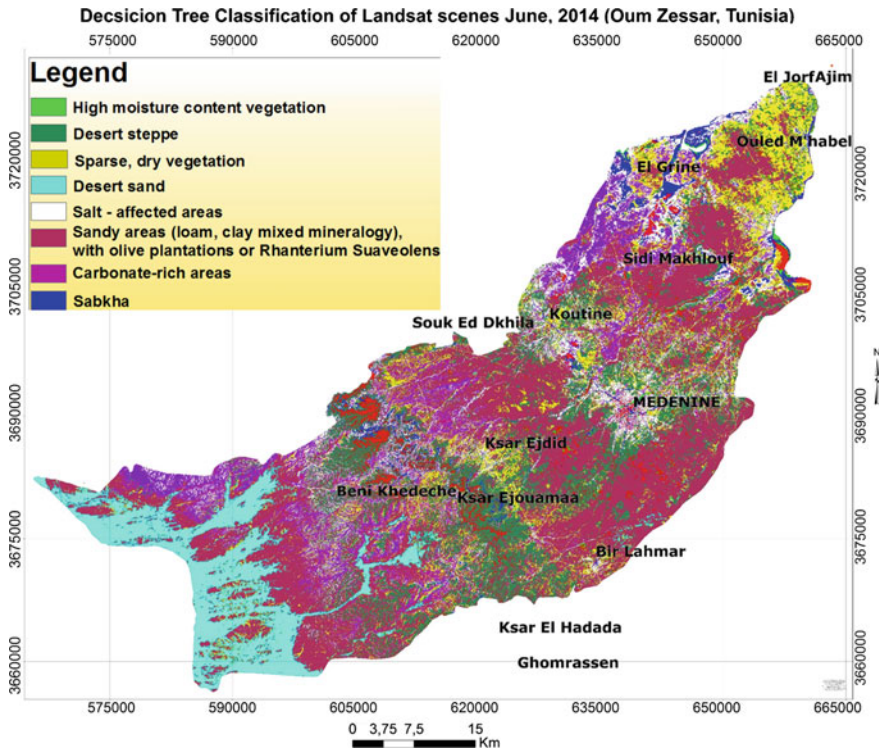 Decsicion Tree Classification of Landsat scenes June, 2014 (Oum Zessar, Tunisia)
575000 590000 605000 620000 635000 650000 665000
Legend
High moisture content vegetation
Desert steppe
Sparse, dry vegetation
Desert sand
Salt - affected areas
Sandy areas (loam, clay mixed mineralogy),
with olive plantations or Rhanterium Suaveolens
Carbonate-rich areas
Sabkha
El JorfAjim
Ouled M'habel
El Grine
Sidi Makhlouf
Koutine
Souk Ed Dkhila
MEDENINE
Ksar Ejdid
Beni Khedeche
Ksar Ejouamaa
Bir Lahmar
Ksar El Hadada
Ghomrassen
3720000
3705000
3690000
3675000
3660000
3720000
3705000
3690000
3675000
3660000
N
575000 590000 605000 620000 635000 650000 665000
0 3,75 7,5 15
Km